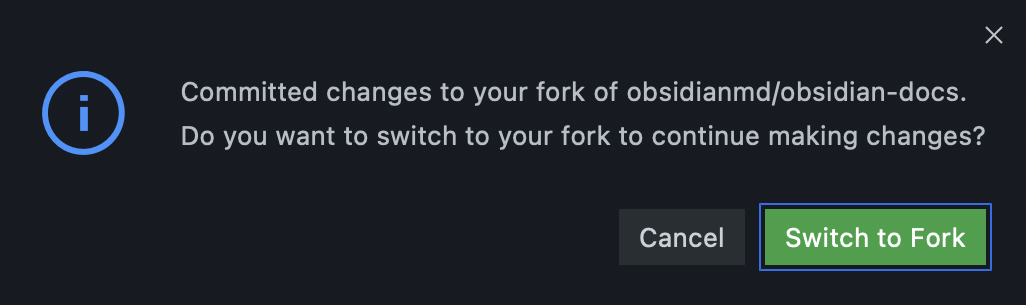 Committed changes to your fork of obsidianmd/obsidian-docs.
Do you want to switch to your fork to continue making changes?
Cancel
Switch to Fork